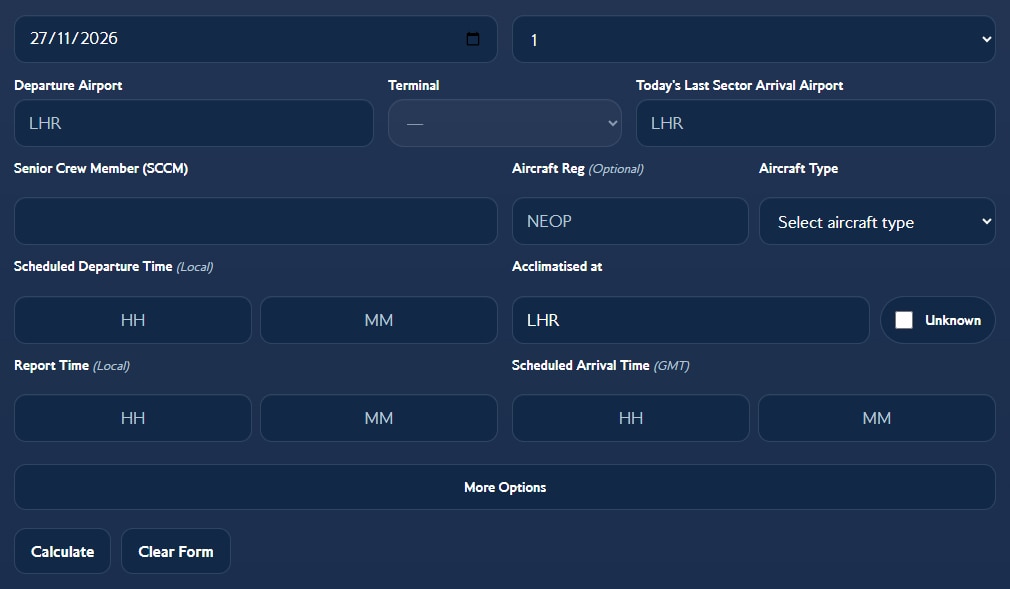 27/11/2026 1
Departure Airport Terminal Today's Last Sector Arrival Airport
LHR — LHR
Senior Crew Member (SCCM) Aircraft Reg (Optional) Aircraft Type
NEOP Select aircraft type
Scheduled Departure Time (Local) Acclimatised at
HH MM LHR Unknown
Report Time (Local) Scheduled Arrival Time (GMT)
HH MM HH MM
More Options
Calculate Clear Form